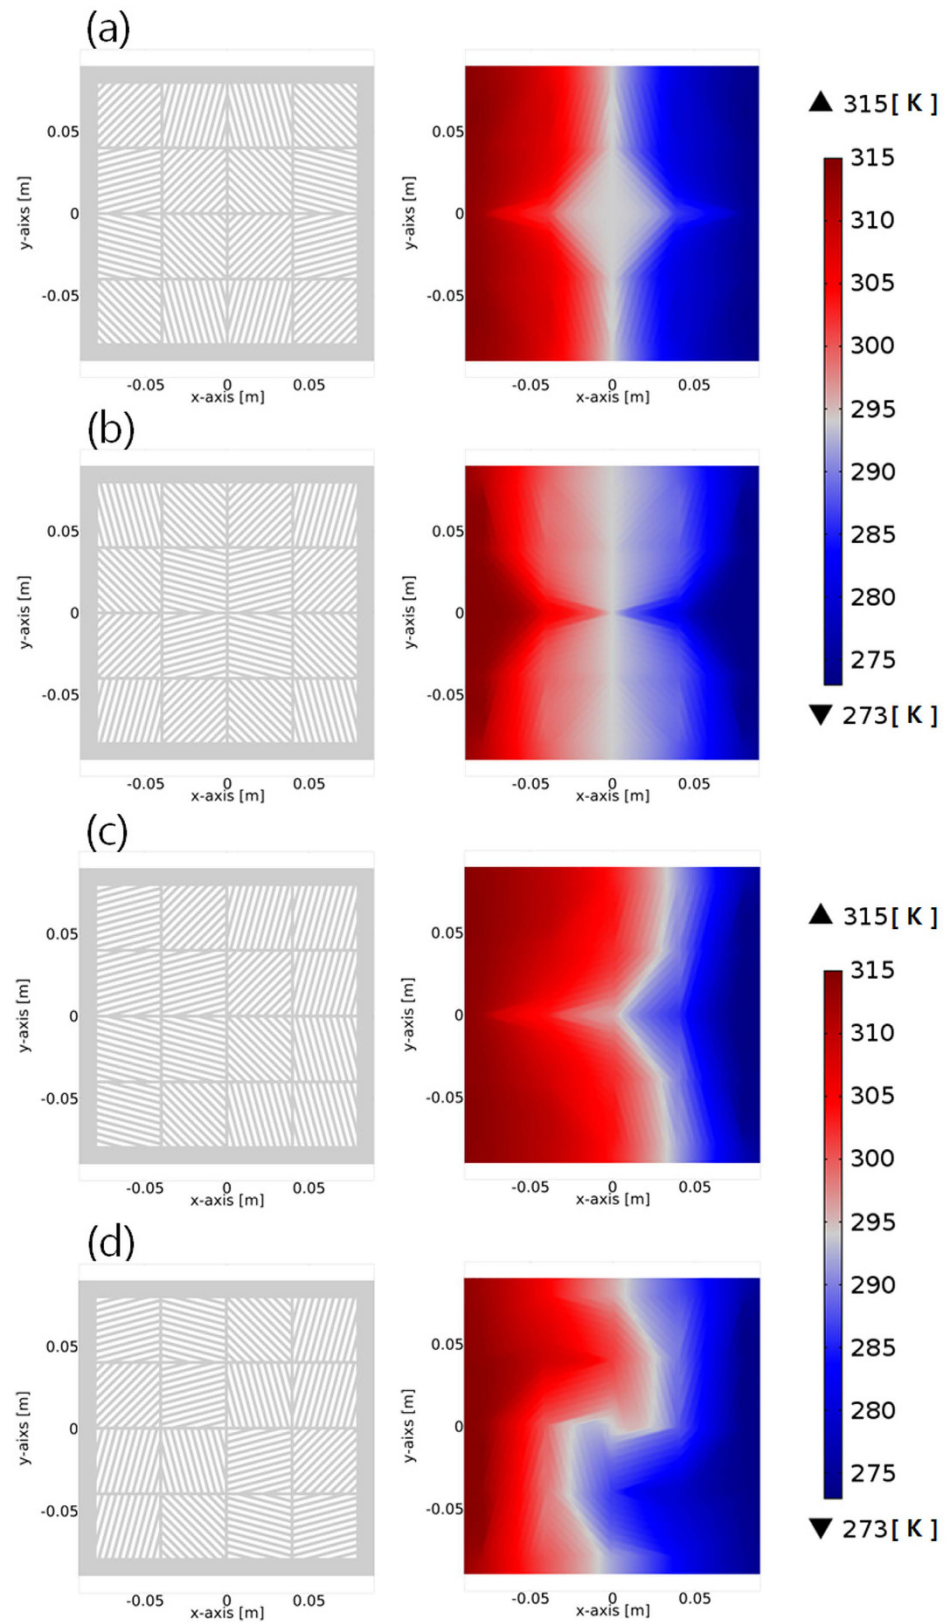 (a)
0.05
0
-0.05
y-aixs [m]
-0.05 0 0.05
x-axis [m]
0.05
0
-0.05
y-aixs [m]
-0.05 0 0.05
x-axis [m]
▲ 315[ K ]
315
310
305
300
295
290
285
280
275
▼ 273[ K ]
(b)
0.05
0
-0.05
y-axis [m]
-0.05 0 0.05
x-axis [m]
0.05
0
-0.05
y-axis [m]
-0.05 0 0.05
x-axis [m]
(c)
0.05
0
-0.05
y-axis [m]
-0.05 0 0.05
x-axis [m]
0.05
0
-0.05
y-axis [m]
-0.05 0 0.05
x-axis [m]
▲ 315[ K ]
315
310
305
300
295
290
285
280
275
▼ 273[ K ]
(d)
0.05
0
-0.05
y-aixs [m]
-0.05 0 0.05
x-axis [m]
0.05
0
-0.05
y-aixs [m]
-0.05 0 0.05
x-axis [m]